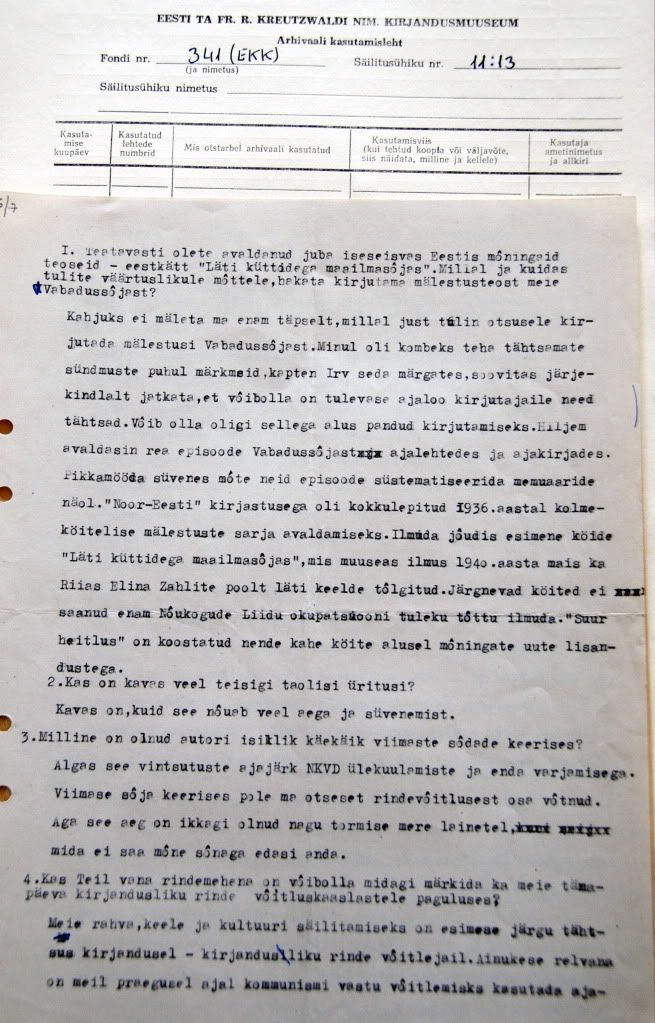 EESTI TA FR. R. KREUTZWALDI NIM. KIRJANDUSMUUSEUM
Arhivaali kasutamisleht
Fondi nr. 341 (EKK) Säilitusühiku nr. 11:13
(ja nimetus)
Säilitusühiku nimetus
Kasuta-
mise
kuupäev
Kasutatud
lehtede
numbrid
Mis otstarbel arhivaali kasutatud
Kasutamisviis
(kui tehtud koopia või väljavõte,
siis näidata, milline ja kellele)
Kasutaja
ametinimetus
ja allkiri
/7
I. Teatavasti olete avaldanud juba iseseisvas Eestis mõningaid
teoseid - eestkätt "Läti küttidega maailmasõjas".Millal ja kuidas
tulite väärtuslikule mõttele,hakata kirjutama mälestusteost meie
Vabadussõjast?
Kahjuks ei mäleta ma enam täpselt,millal just tulin otsusele kir-
jutada mälestusi Vabadussõjast.Minul oli kombeks teha tähtsamate
sündmuste puhul märkmeid,kapten Irv seda märgates,soovitas järje-
kindlalt jatkata,et võibolla on tulevase ajaloo kirjutajaile need
tähtsad.Võib olla oligi sellega alus pandud kirjutamiseks.Hiljem
avaldasin rea episoode Vabadussõjast ajalehtedes ja ajakirjades.
Pikkamööda süvenes mõte neid episoode süstematiseerida memuaaride
näol."Noor-Eesti" kirjastusega oli kokkulepitud 1936.aastal kolme-
köitelise mälestuste sarja avaldamiseks.Ilmuda jõudis esimene köide
"Läti küttidega maailmasõjas",mis muuseas ilmus 1940.aasta mais ka
Riias Elina Zahlite poolt läti keelde tõlgitud.Järgnevad köited ei
saanud enam Nõukogude Liidu okupatsiooni tuleku tõttu ilmuda."Suur
heitlus" on koostatud nende kahe köite alusel mõningate uute lisan-
dustega.
2.Kas on kavas veel teisigi taolisi üritusi?
Kavas on,kuid see nõuab veel aega ja süvenemist.
3.Milline on olnud autori isiklik käekäik viimaste sõdade keerises?
Algas see vintsutuste ajajärk NKVD ülekuulamiste ja enda varjamisega.
Viimase sõja keerises pole ma otseset rindevõitlusest osa võtnud.
Aga see aeg on ikkagi olnud nagu tormise mere lainetel,
mida ei saa mõne sõnaga edasi anda.
4.Kas Teil vana rindemehena on võibolla midagi märkida ka meie täna-
päeva kirjandusliku rinde võitluskaaslastele paguluses?
Meie rahva,keele ja kultuuri säilitamiseks on esimese järgu täht-
sus kirjandusel - kirjandusliku rinde võitlejail.Ainukese relvana
on meil praegusel ajal kommunismi vastu võitlemisks kasutada aja-